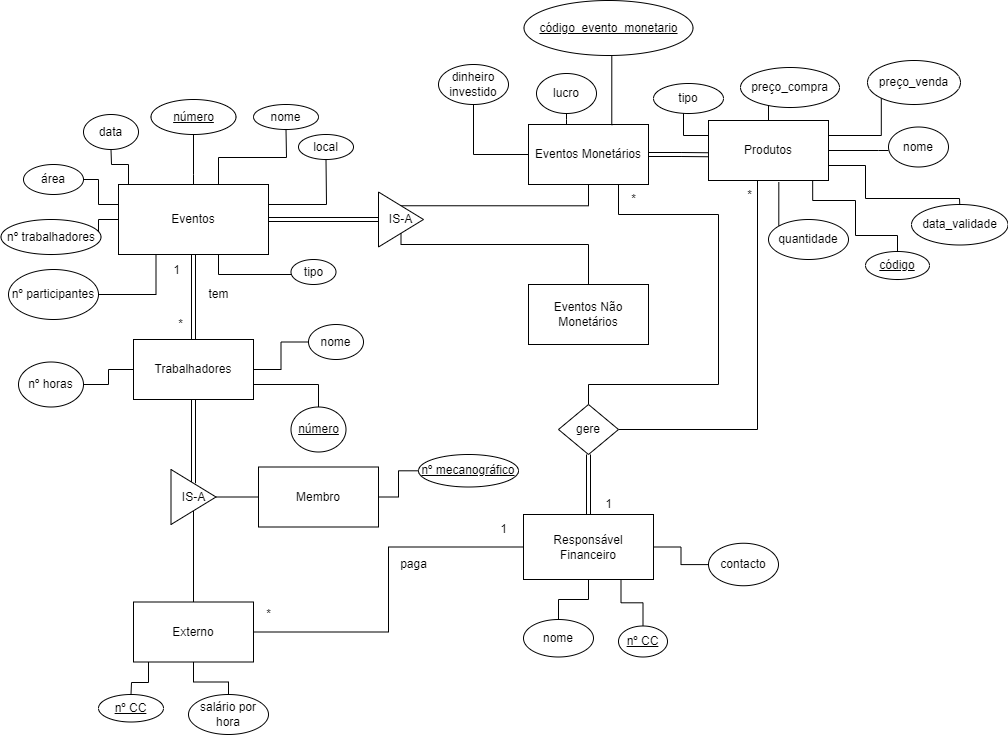 código_evento_monetario
dinheiro
investido
lucro
tipo
preço_compra
preço_venda
data
número
nome
local
Eventos Monetários
Produtos
nome
área
*
*
Eventos
IS-A
nº trabalhadores
quantidade
data_validade
código
1
tipo
tem
nº participantes
Eventos Não
Monetários
*
nome
Trabalhadores
nº horas
número
gere
nº mecanográfico
IS-A
Membro
1
1
Responsável
Financeiro
paga
contacto
*
Externo
nome
nº CC
nº CC
salário por
hora